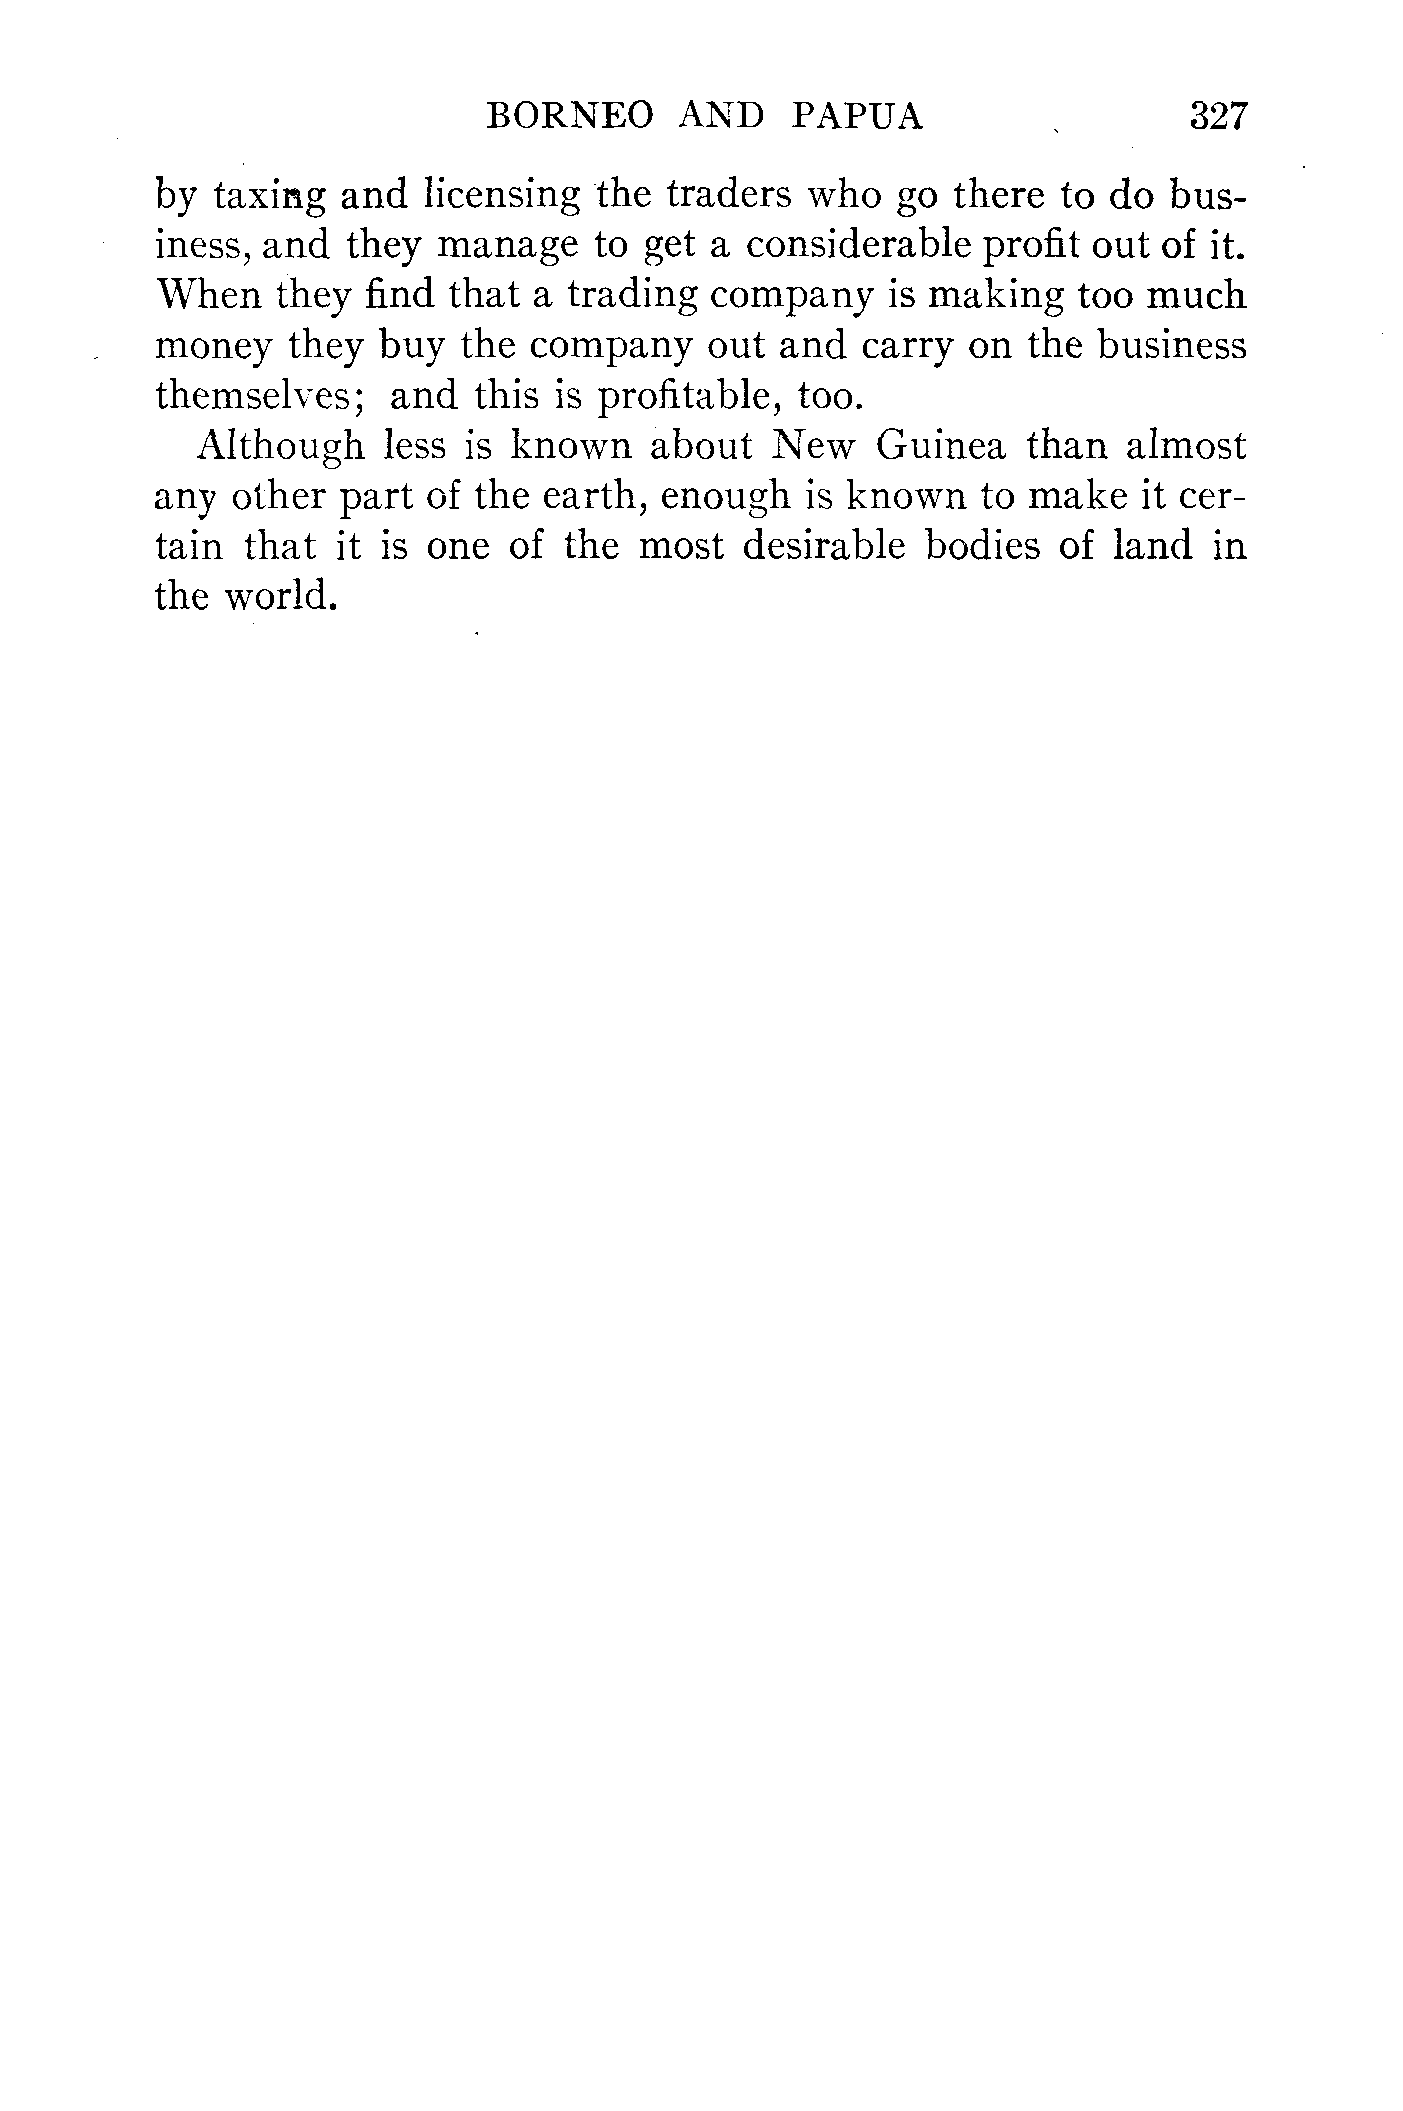 BORNEO AND PAPUA 327
by taxing and licensing the traders who go there to do bus-
iness, and they manage to get a considerable profit out of it.
When they find that a trading company is making too much
money they buy the company out and carry on the business
themselves; and this is profitable, too.
Although less is known about New Guinea than almost
any other part of the earth, enough is known to make it cer-
tain that it is one of the most desirable bodies of land in
the world.